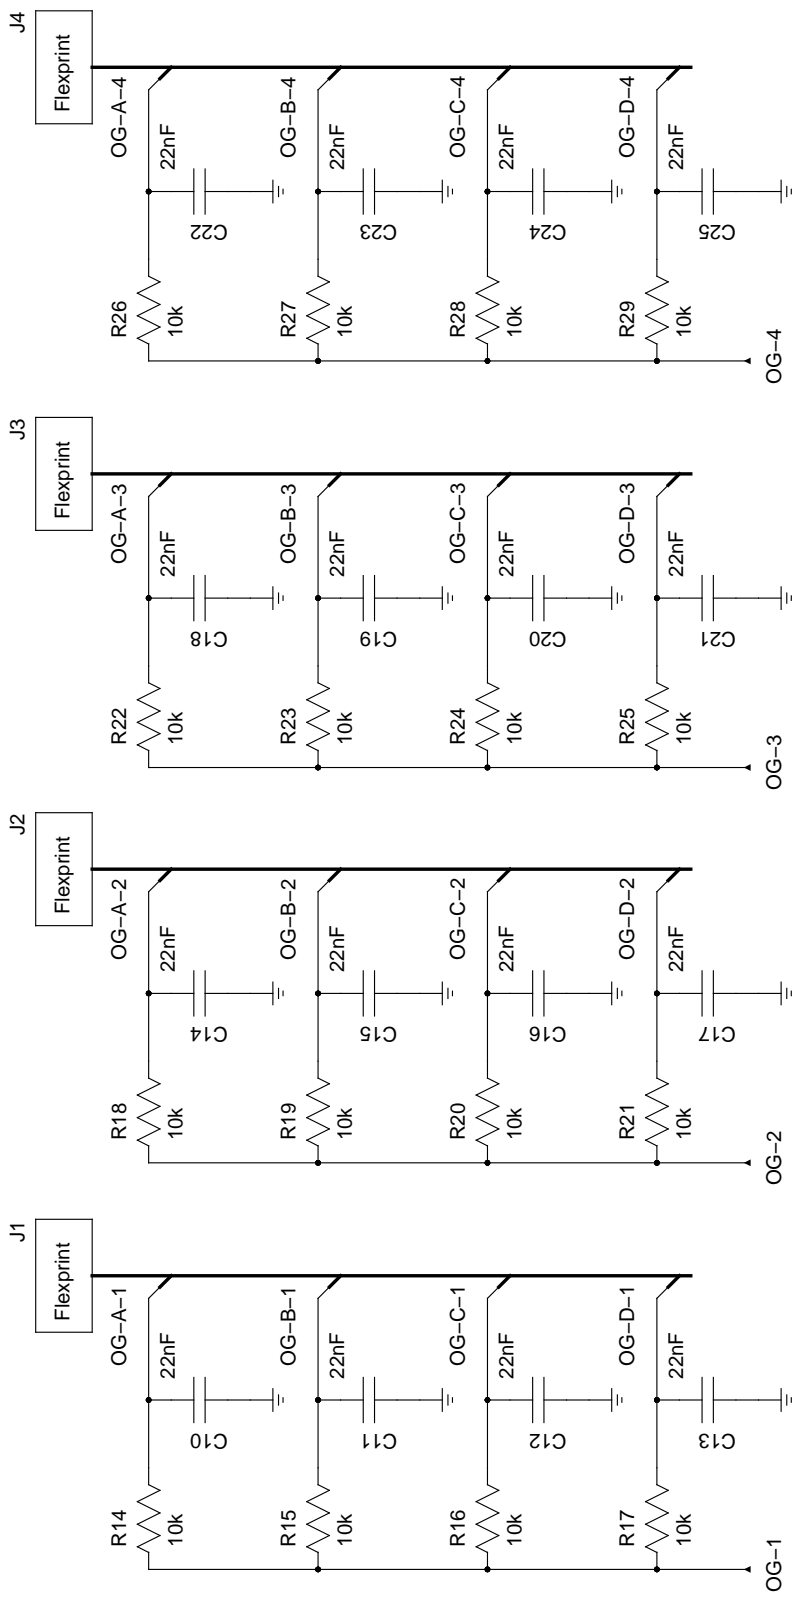 J1
Flexprint
OG-A-1
22nF
C10
R14
10k
OG-B-1
22nF
C11
R15
10k
OG-C-1
22nF
C12
R16
10k
OG-D-1
22nF
C13
R17
10k
OG-1
J2
Flexprint
OG-A-2
22nF
C14
R18
10k
OG-B-2
22nF
C15
R19
10k
OG-C-2
22nF
C16
R20
10k
OG-D-2
22nF
C17
R21
10k
OG-2
J3
Flexprint
OG-A-3
22nF
C18
R22
10k
OG-B-3
22nF
C19
R23
10k
OG-C-3
22nF
C20
R24
10k
OG-D-3
22nF
C21
R25
10k
OG-3
J4
Flexprint
OG-A-4
22nF
C22
R26
10k
OG-B-4
22nF
C23
R27
10k
OG-C-4
22nF
C24
R28
10k
OG-D-4
22nF
C25
R29
10k
OG-4